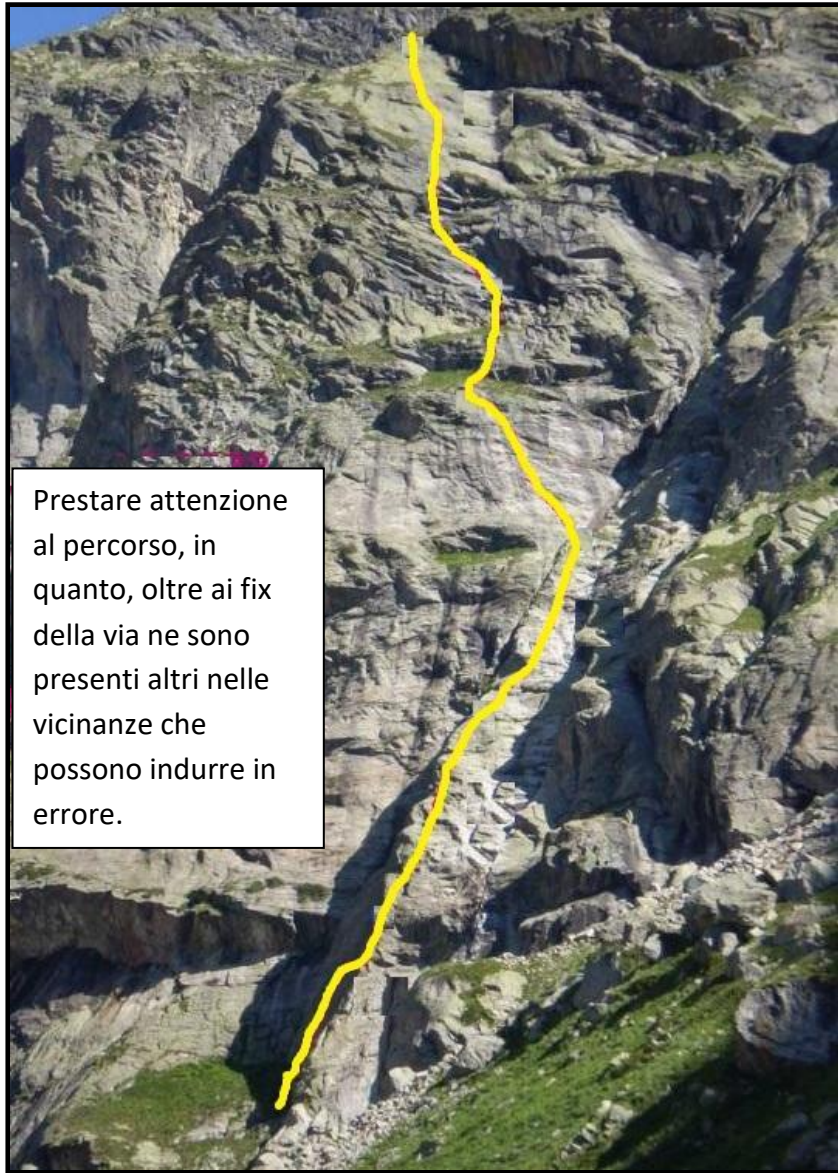 Prestare attenzione
al percorso, in
quanto, oltre ai fix
della via ne sono
presenti altri nelle
vicinanze che
possono indurre in
errore.